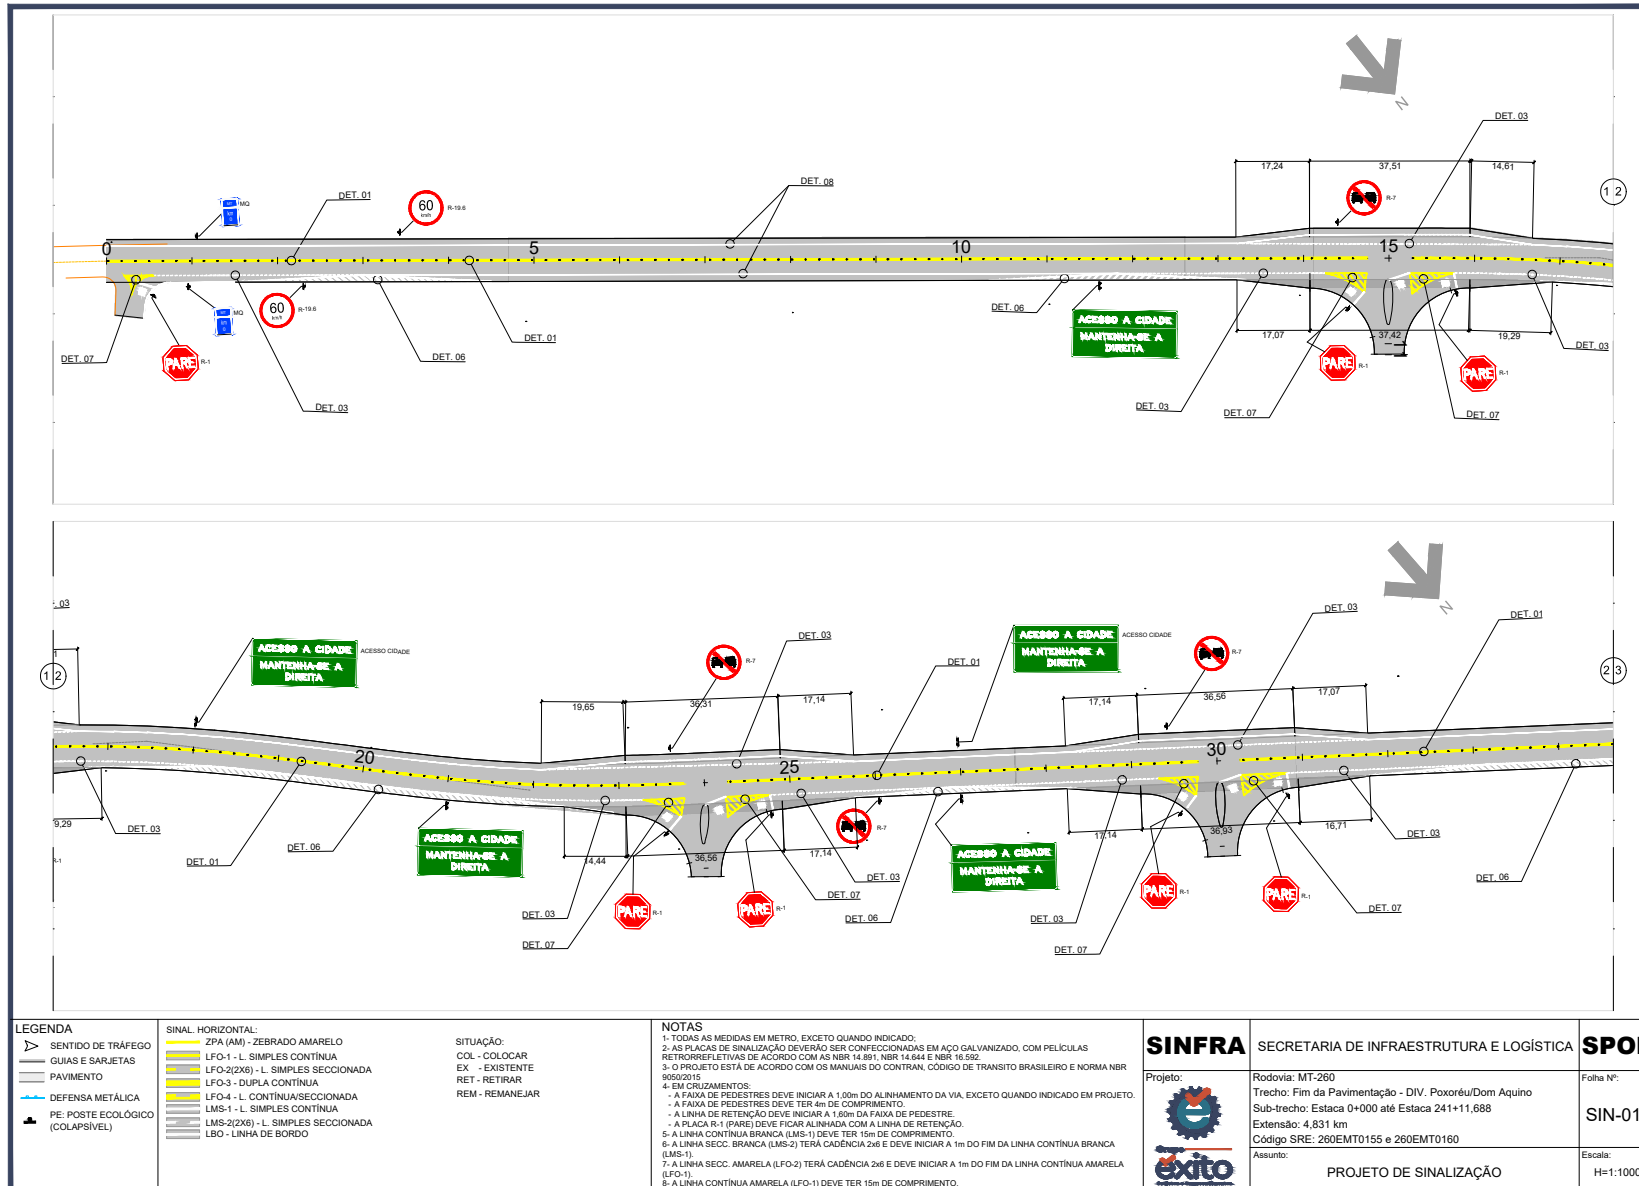 DET. 03
17,24
37,51
14,61
DET. 08
DET. 01
MQ
60
km/h
R-19.6
R-7
1 2
0
5
10
15
MQ
60
km/h
R-19.6
DET. 06
ACESSO A CIDADE
MANTENHA-SE A
DIREITA
17,07
37,42
19,29
DET. 07
PARE
R-1
DET. 06
DET. 01
PARE
R-1
PARE
R-1
DET. 03
DET. 03
DET. 03
DET. 07
DET. 07
N
. 03
DET. 03
DET. 01
ACESSO A CIDADE
MANTENHA-SE A
DIREITA
ACESSO CIDADE
R-7
DET. 01
ACESSO A CIDADE
MANTENHA-SE A
DIREITA
ACESSO CIDADE
R-7
DET. 03
1 2
2 3
19,65
36,31
17,14
17,14
36,56
17,07
20
25
30
9,29
DET. 03
R-1
DET. 01
DET. 06
ACESSO A CIDADE
MANTENHA-SE A
DIREITA
14,44
36,56
17,14
R-7
ACESSO A CIDADE
MANTENHA-SE A
DIREITA
17,14
36,93
16,71
DET. 03
DET. 03
DET. 06
DET. 03
PARE
R-1
PARE
R-1
DET. 07
DET. 06
DET. 03
PARE
R-1
PARE
R-1
DET. 07
DET. 07
DET. 07
N
LEGENDA
SENTIDO DE TRÁFEGO
GUIAS E SARJETAS
PAVIMENTO
DEFENSA METÁLICA
PE: POSTE ECOLÓGICO
(COLAPSÍVEL)
SINAL. HORIZONTAL:
ZPA (AM) - ZEBRADO AMARELO
LFO-1 - L. SIMPLES CONTÍNUA
LFO-2(2X6) - L. SIMPLES SECCIONADA
LFO-3 - DUPLA CONTÍNUA
LFO-4 - L. CONTÍNUA/SECCIONADA
LMS-1 - L. SIMPLES CONTÍNUA
LMS-2(2X6) - L. SIMPLES SECCIONADA
LBO - LINHA DE BORDO
SITUAÇÃO:
COL - COLOCAR
EX - EXISTENTE
RET - RETIRAR
REM - REMANEJAR
NOTAS
1- TODAS AS MEDIDAS EM METRO, EXCETO QUANDO INDICADO;
2- AS PLACAS DE SINALIZAÇÃO DEVERÃO SER CONFECCIONADAS EM AÇO GALVANIZADO, COM PELÍCULAS
RETRORREFLETIVAS DE ACORDO COM AS NBR 14.891, NBR 14.644 E NBR 16.592.
3- O PROJETO ESTÁ DE ACORDO COM OS MANUAIS DO CONTRAN, CÓDIGO DE TRANSITO BRASILEIRO E NORMA NBR
9050/2015
4- EM CRUZAMENTOS:
- A FAIXA DE PEDESTRES DEVE INICIAR A 1,00m DO ALINHAMENTO DA VIA, EXCETO QUANDO INDICADO EM PROJETO.
- A FAIXA DE PEDESTRES DEVE TER 4m DE COMPRIMENTO.
- A LINHA DE RETENÇÃO DEVE INICIAR A 1,60m DA FAIXA DE PEDESTRE.
- A PLACA R-1 (PARE) DEVE FICAR ALINHADA COM A LINHA DE RETENÇÃO.
5- A LINHA CONTÍNUA BRANCA (LMS-1) DEVE TER 15m DE COMPRIMENTO.
6- A LINHA SECC. BRANCA (LMS-2) TERÁ CADÊNCIA 2x6 E DEVE INICIAR A 1m DO FIM DA LINHA CONTÍNUA BRANCA
(LMS-1).
7- A LINHA SECC. AMARELA (LFO-2) TERÁ CADÊNCIA 2x6 E DEVE INICIAR A 1m DO FIM DA LINHA CONTÍNUA AMARELA
(LFO-1).
8- A LINHA CONTÍNUA AMARELA (LFO-1) DEVE TER 15m DE COMPRIMENTO.
SINFRA
SECRETARIA DE INFRAESTRUTURA E LOGÍSTICA
Projeto:
êxito
Rodovia: MT-260
Trecho: Fim da Pavimentação - DIV. Poxoréu/Dom Aquino
Sub-trecho: Estaca 0+000 até Estaca 241+11,688
Extensão: 4,831 km
Código SRE: 260EMT0155 e 260EMT0160
Assunto:
PROJETO DE SINALIZAÇÃO
Folha Nº:
SIN-01
Escala:
H=1:1000